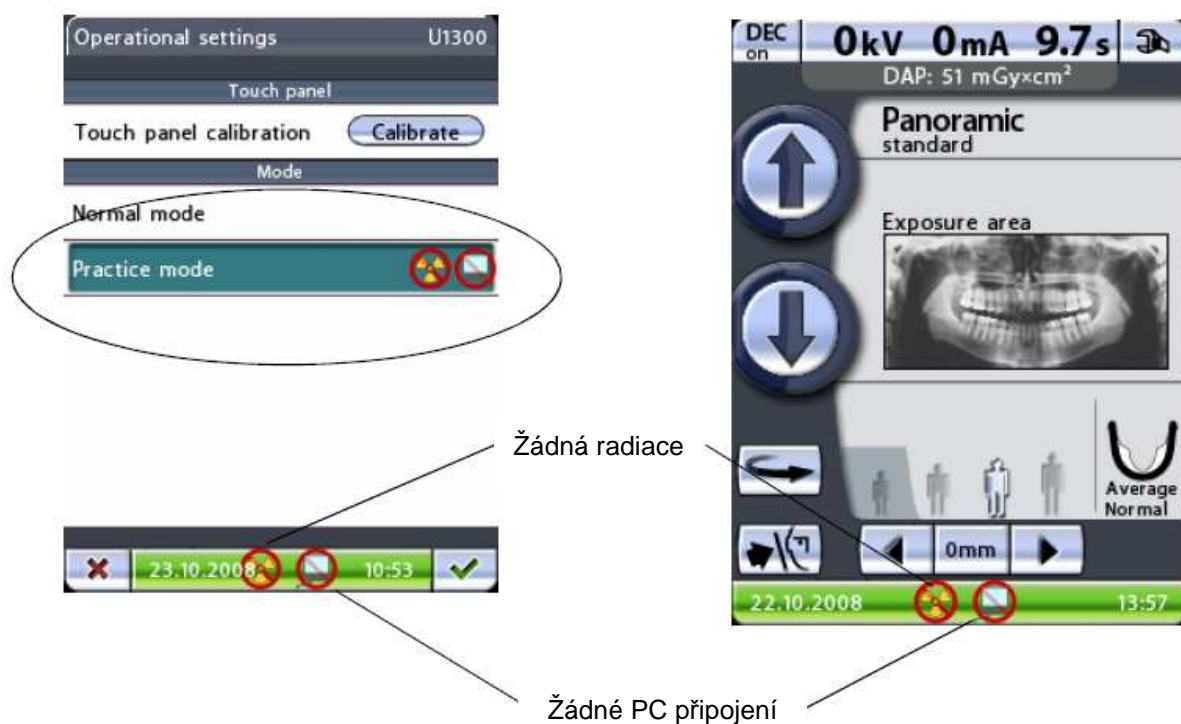 Operational settings U1300
Touch panel
Touch panel calibration Calibrate
Mode
Normal mode
Practice mode
23.10.2008 10:53
DEC on 0kV 0mA 9.7s
DAP: 51 mGy×cm²
Panoramic
standard
Exposure area
Average
Normal
0mm
22.10.2008 13:57
Žádná radiace
Žádné PC připojení